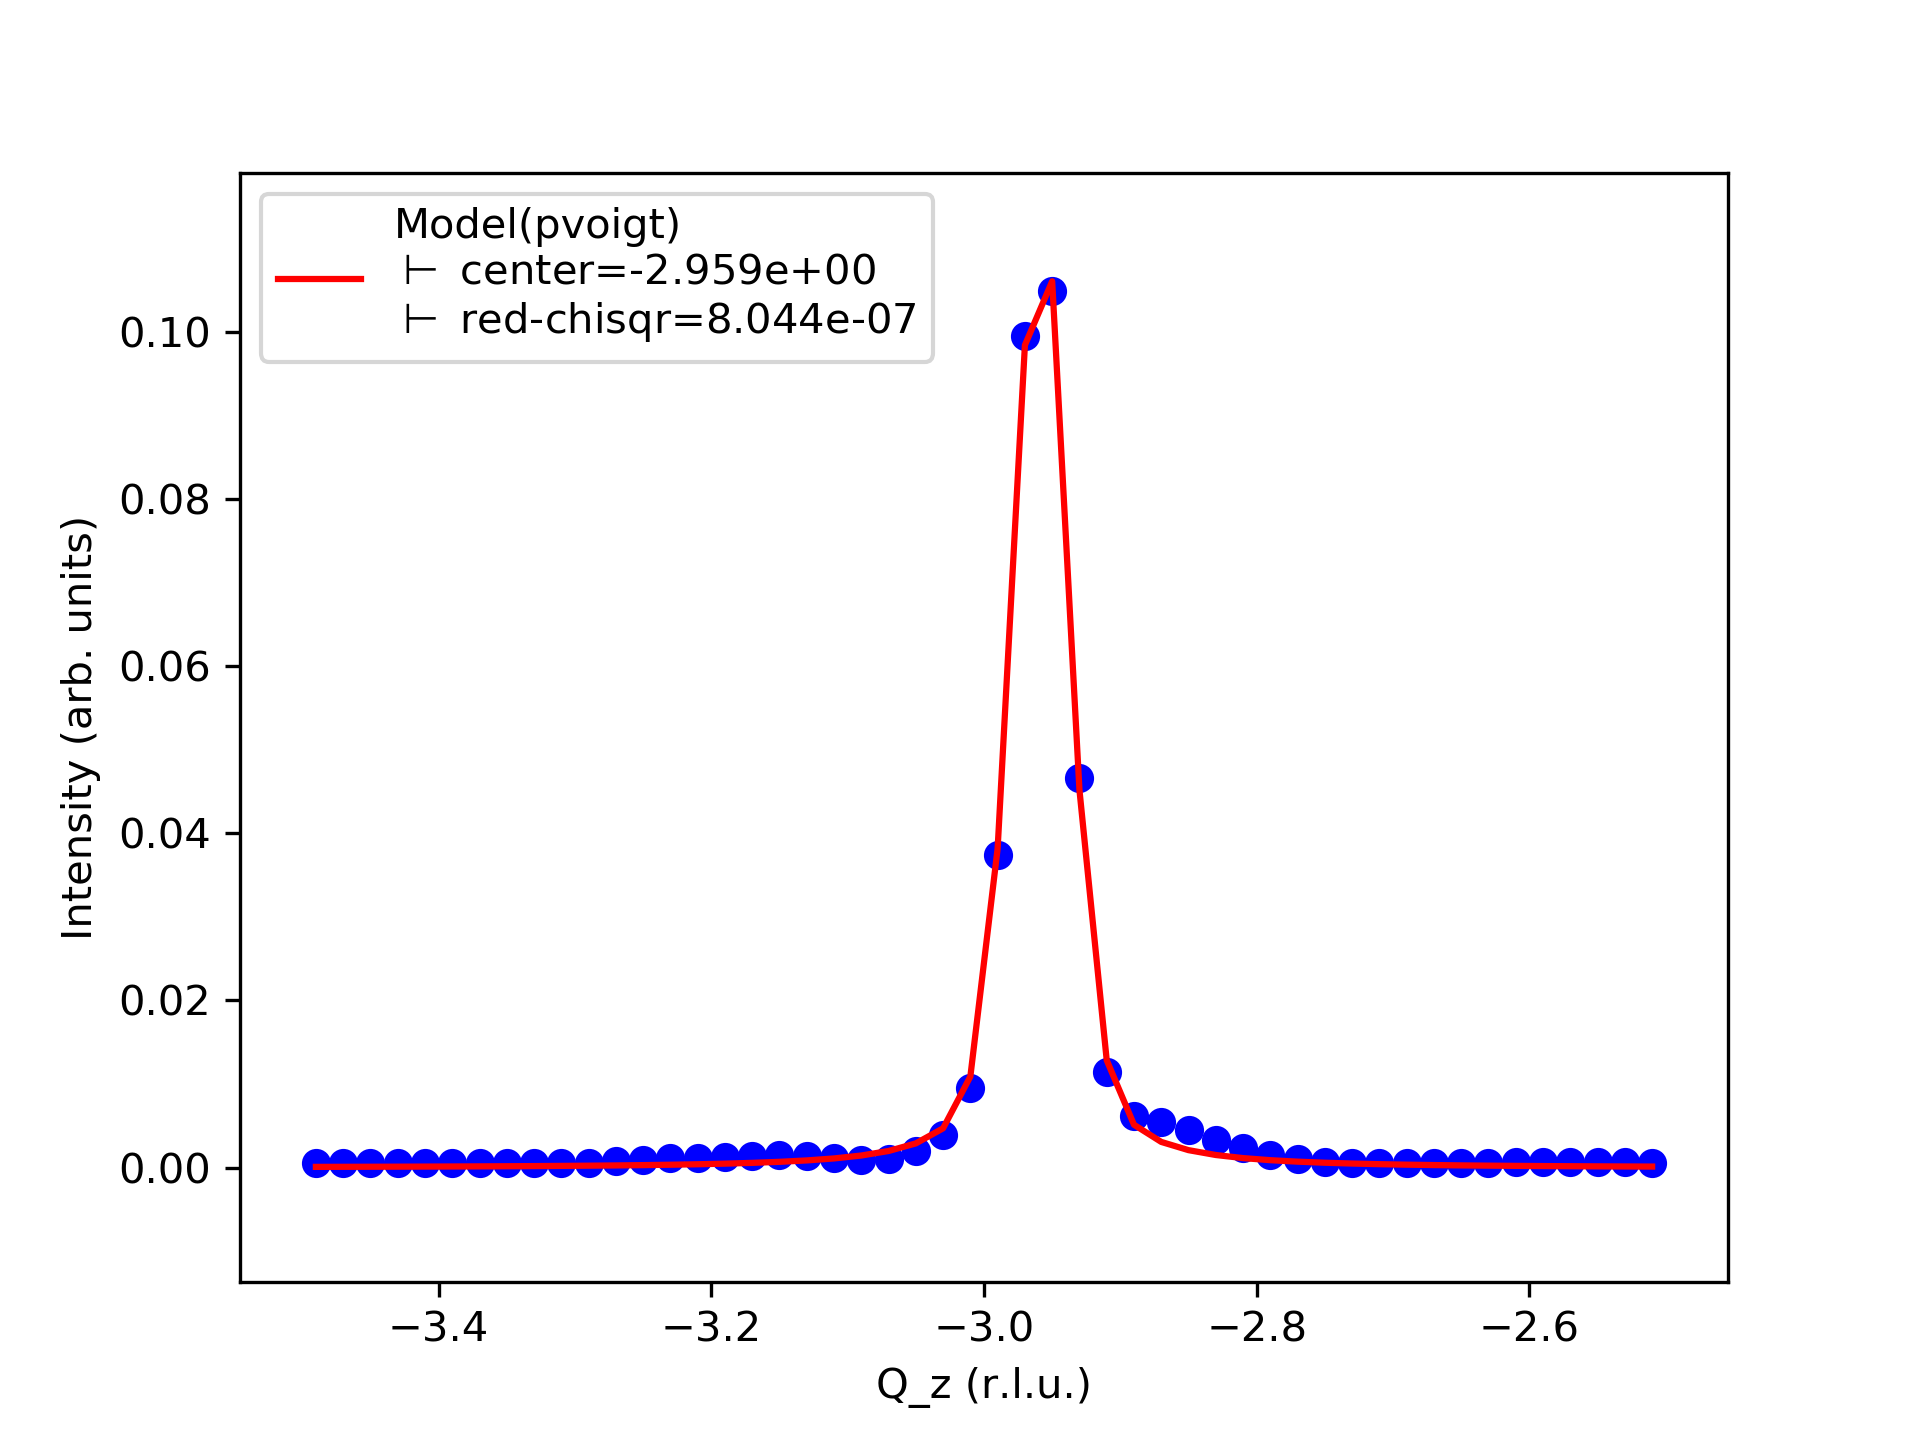 Model(pvoigt)
⊢ center=-2.959e+00
⊢ red-chisqr=8.044e-07
0.10
0.08
0.06
0.04
0.02
0.00
Intensity (arb. units)
−3.4 −3.2 −3.0 −2.8 −2.6
Q_z (r.l.u.)